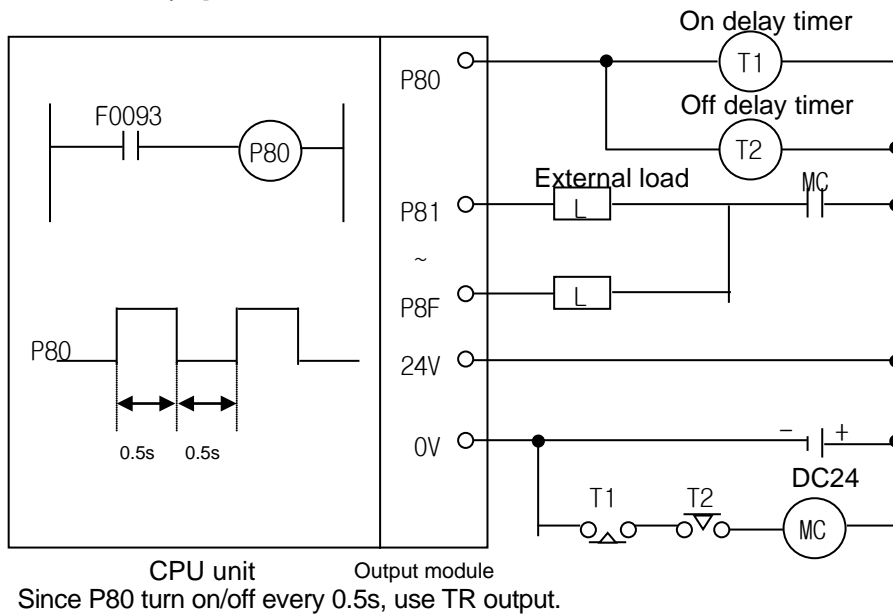 On delay timer
P80
T1
F0093
Off delay timer
P80
T2
External load
MC
P81
L
~
P8F
L
P80
24V
0.5s 0.5s
0V
- +
DC24
T1 T2
MC
CPU unit
Output module
Since P80 turn on/off every 0.5s, use TR output.